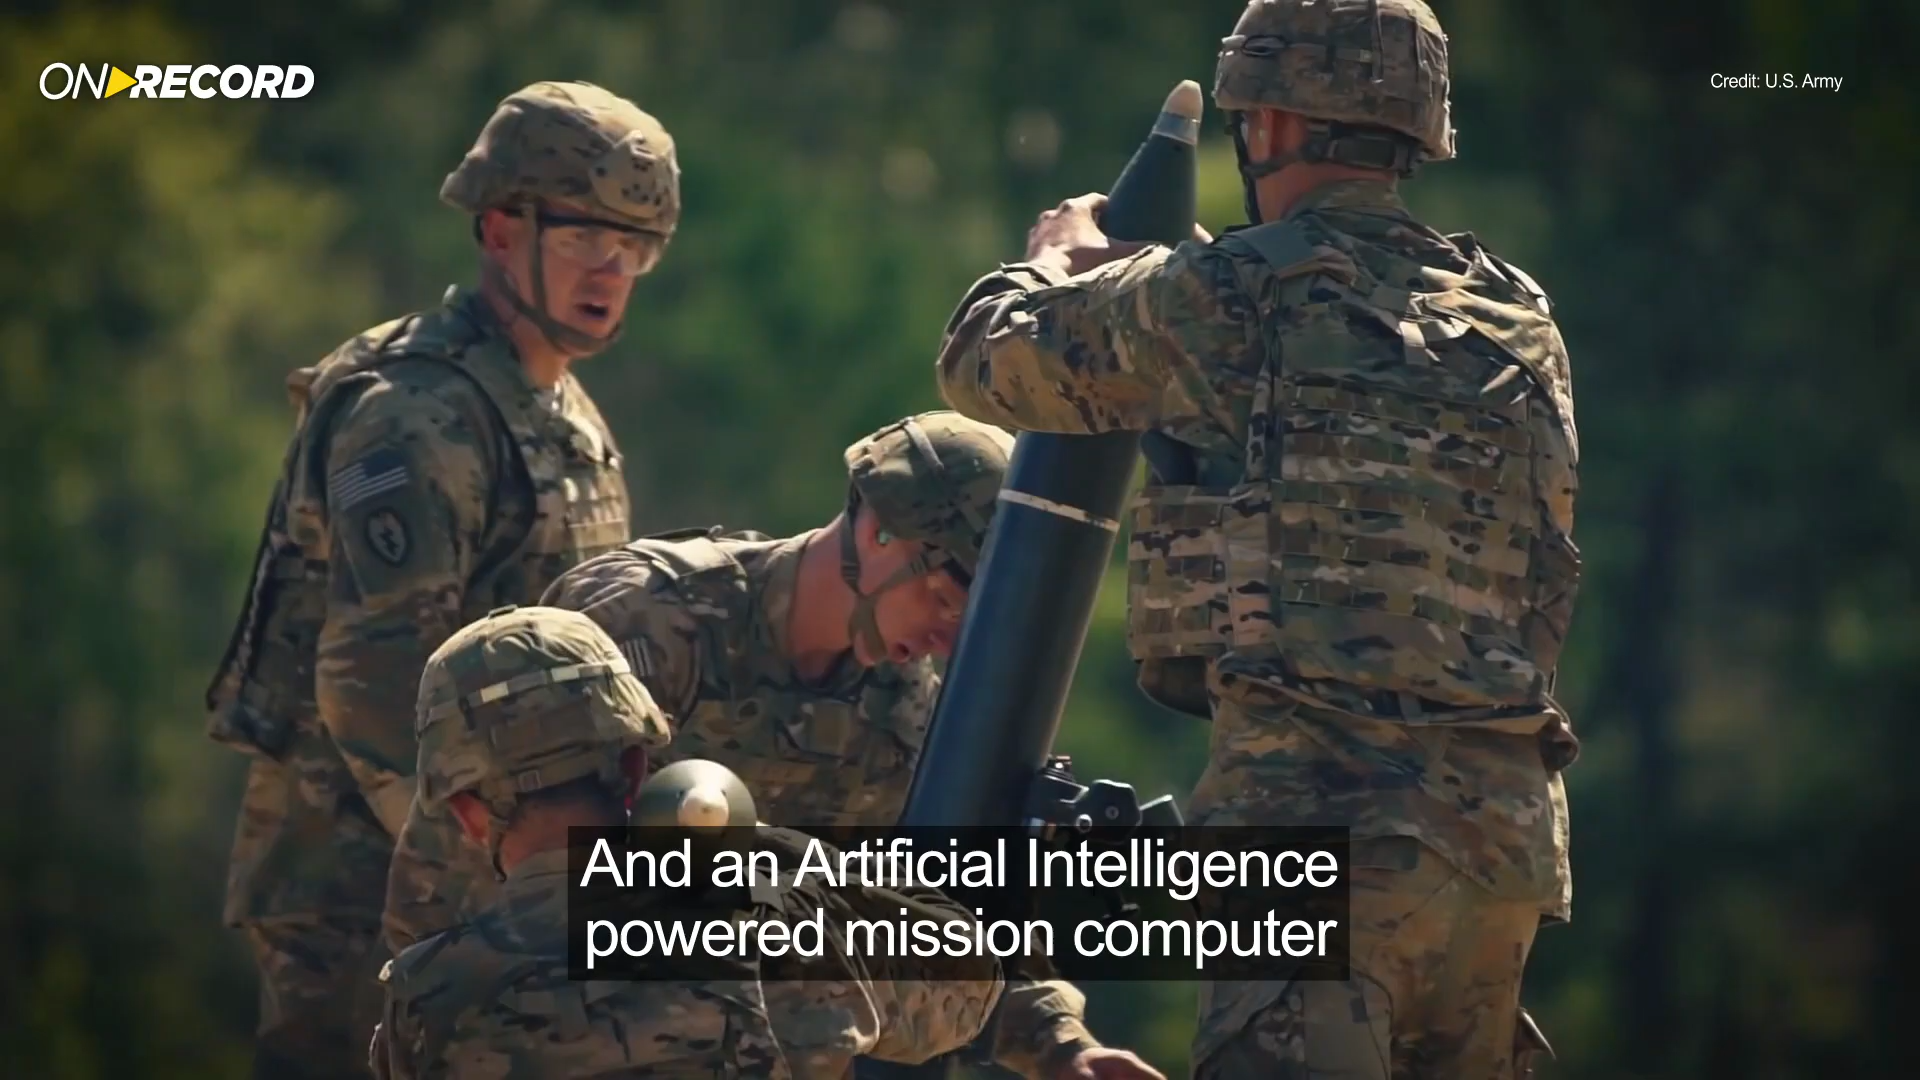 ON RECORD
Credit: U.S. Army
And an Artificial Intelligence
powered mission computer